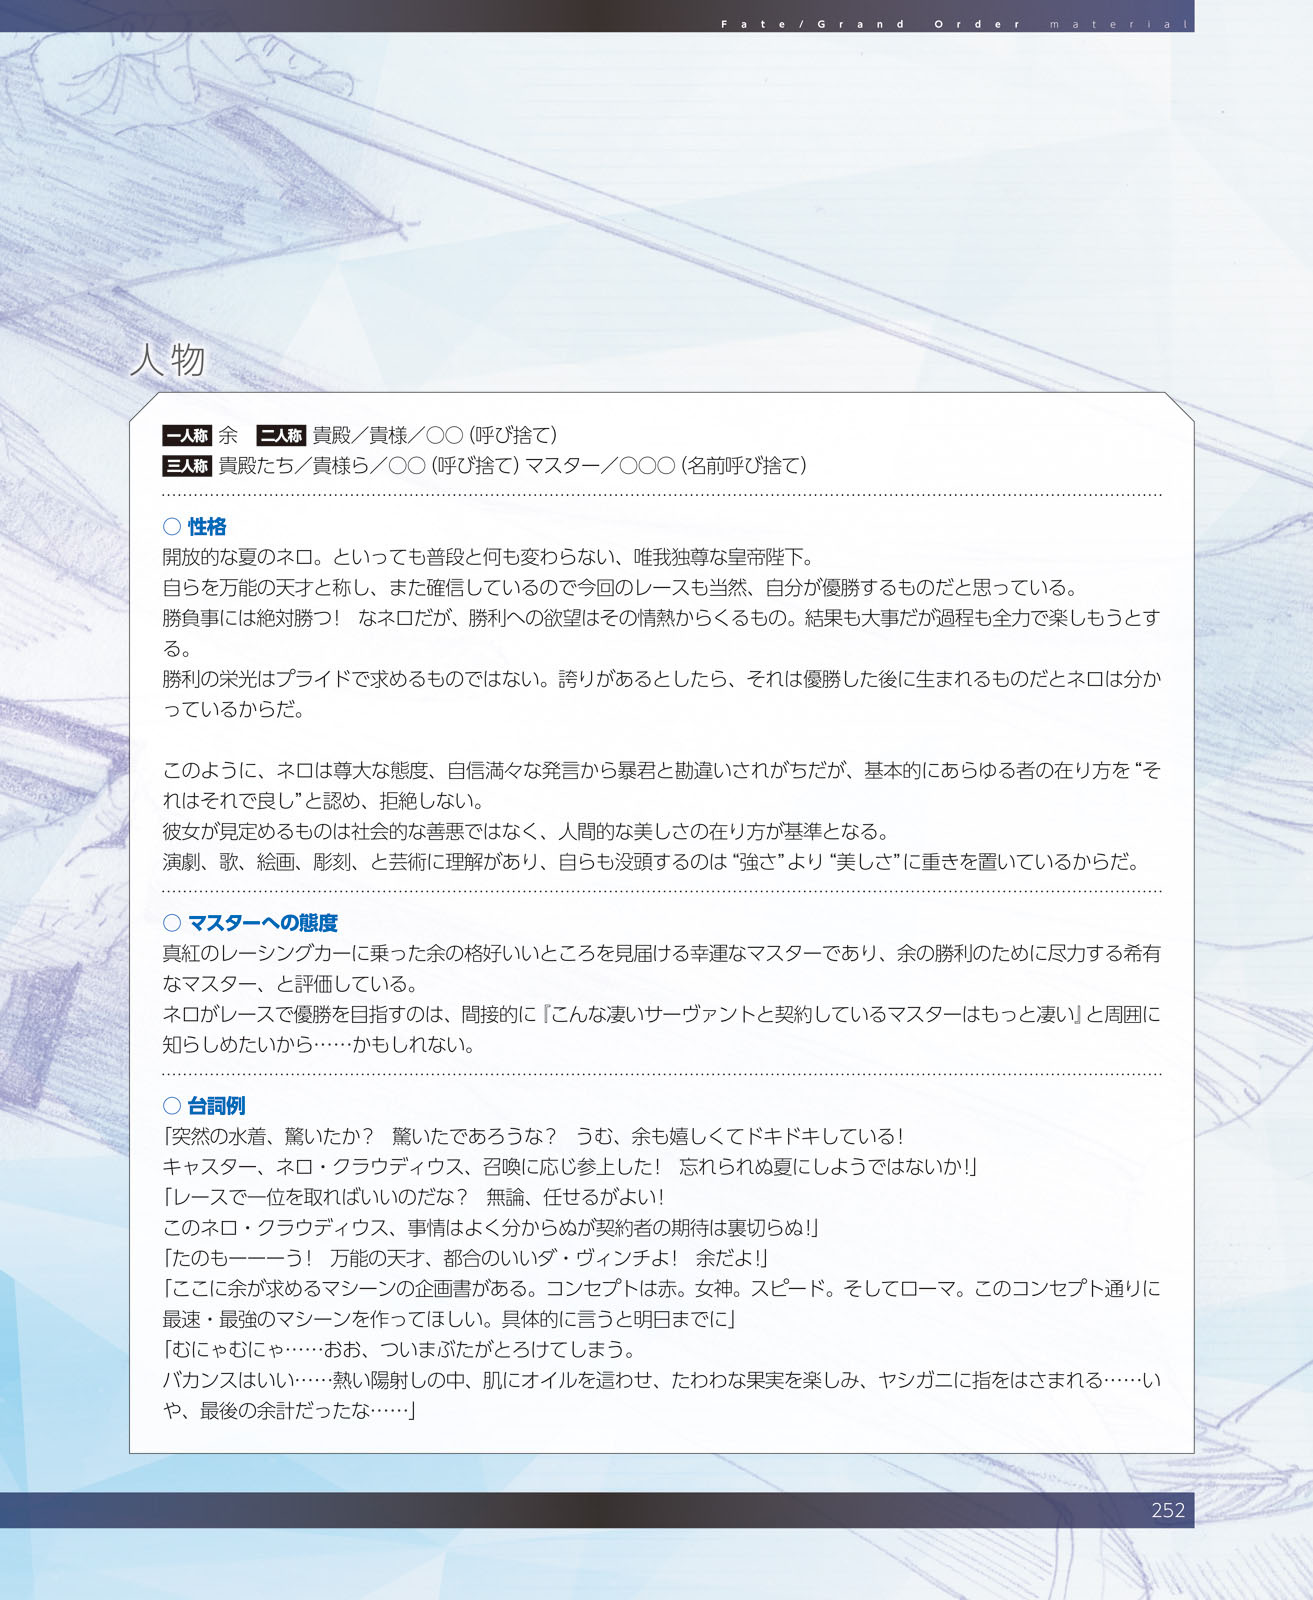 Fate/Grand Order material
人物
一人称 余 二人称 貴殿／貴様／○○（呼び捨て）
三人称 貴殿たち／貴様ら／○○（呼び捨て）マスター／○○○（名前呼び捨て）
○ 性格
開放的な夏のネロ。といっても普段と何も変わらない、唯我独尊な皇帝陛下。
自らを万能の天才と称し、また確信しているので今回のレースも当然、自分が優勝するものだと思っている。
勝負事には絶対勝つ！　なネロだが、勝利への欲望はその情熱からくるもの。結果も大事だが過程も全力で楽しもうとす
る。
勝利の栄光はプライドで求めるものではない。誇りがあるとしたら、それは優勝した後に生まれるものだとネロは分か
っているからだ。
このように、ネロは尊大な態度、自信満々な発言から暴君と勘違いされがちだが、基本的にあらゆる者の在り方を“そ
れはそれで良し”と認め、拒絶しない。
彼女が見定めるものは社会的な善悪ではなく、人間的な美しさの在り方が基準となる。
演劇、歌、絵画、彫刻、と芸術に理解があり、自らも没頭するのは“強さ”より“美しさ”に重きを置いているからだ。
○ マスターへの態度
真紅のレーシングカーに乗った余の格好いいところを見届ける幸運なマスターであり、余の勝利のために尽力する希有
なマスター、と評価している。
ネロがレースで優勝を目指すのは、間接的に『こんな凄いサーヴァントと契約しているマスターはもっと凄い』と周囲に
知らしめたいから……かもしれない。
○ 台詞例
「突然の水着、驚いたか？　驚いたであろうな？　うむ、余も嬉しくてドキドキしている！
キャスター、ネロ・クラウディウス、召喚に応じ参上した！　忘れられぬ夏にしようではないか！」
「レースで一位を取ればいいのだな？　無論、任せるがよい！
このネロ・クラウディウス、事情はよく分からぬが契約者の期待は裏切らぬ！」
「たのもーーーう！　万能の天才、都合のいいダ・ヴィンチよ！　余だよ！」
「ここに余が求めるマシーンの企画書がある。コンセプトは赤。女神。スピード。そしてローマ。このコンセプト通りに
最速・最強のマシーンを作ってほしい。具体的に言うと明日までに」
「むにゃむにゃ……おお、ついまぶたがとろけてしまう。
バカンスはいい……熱い陽射しの中、肌にオイルを這わせ、たわわな果実を楽しみ、ヤシガニに指をはさまれる……い
や、最後の余計だったな……」
252